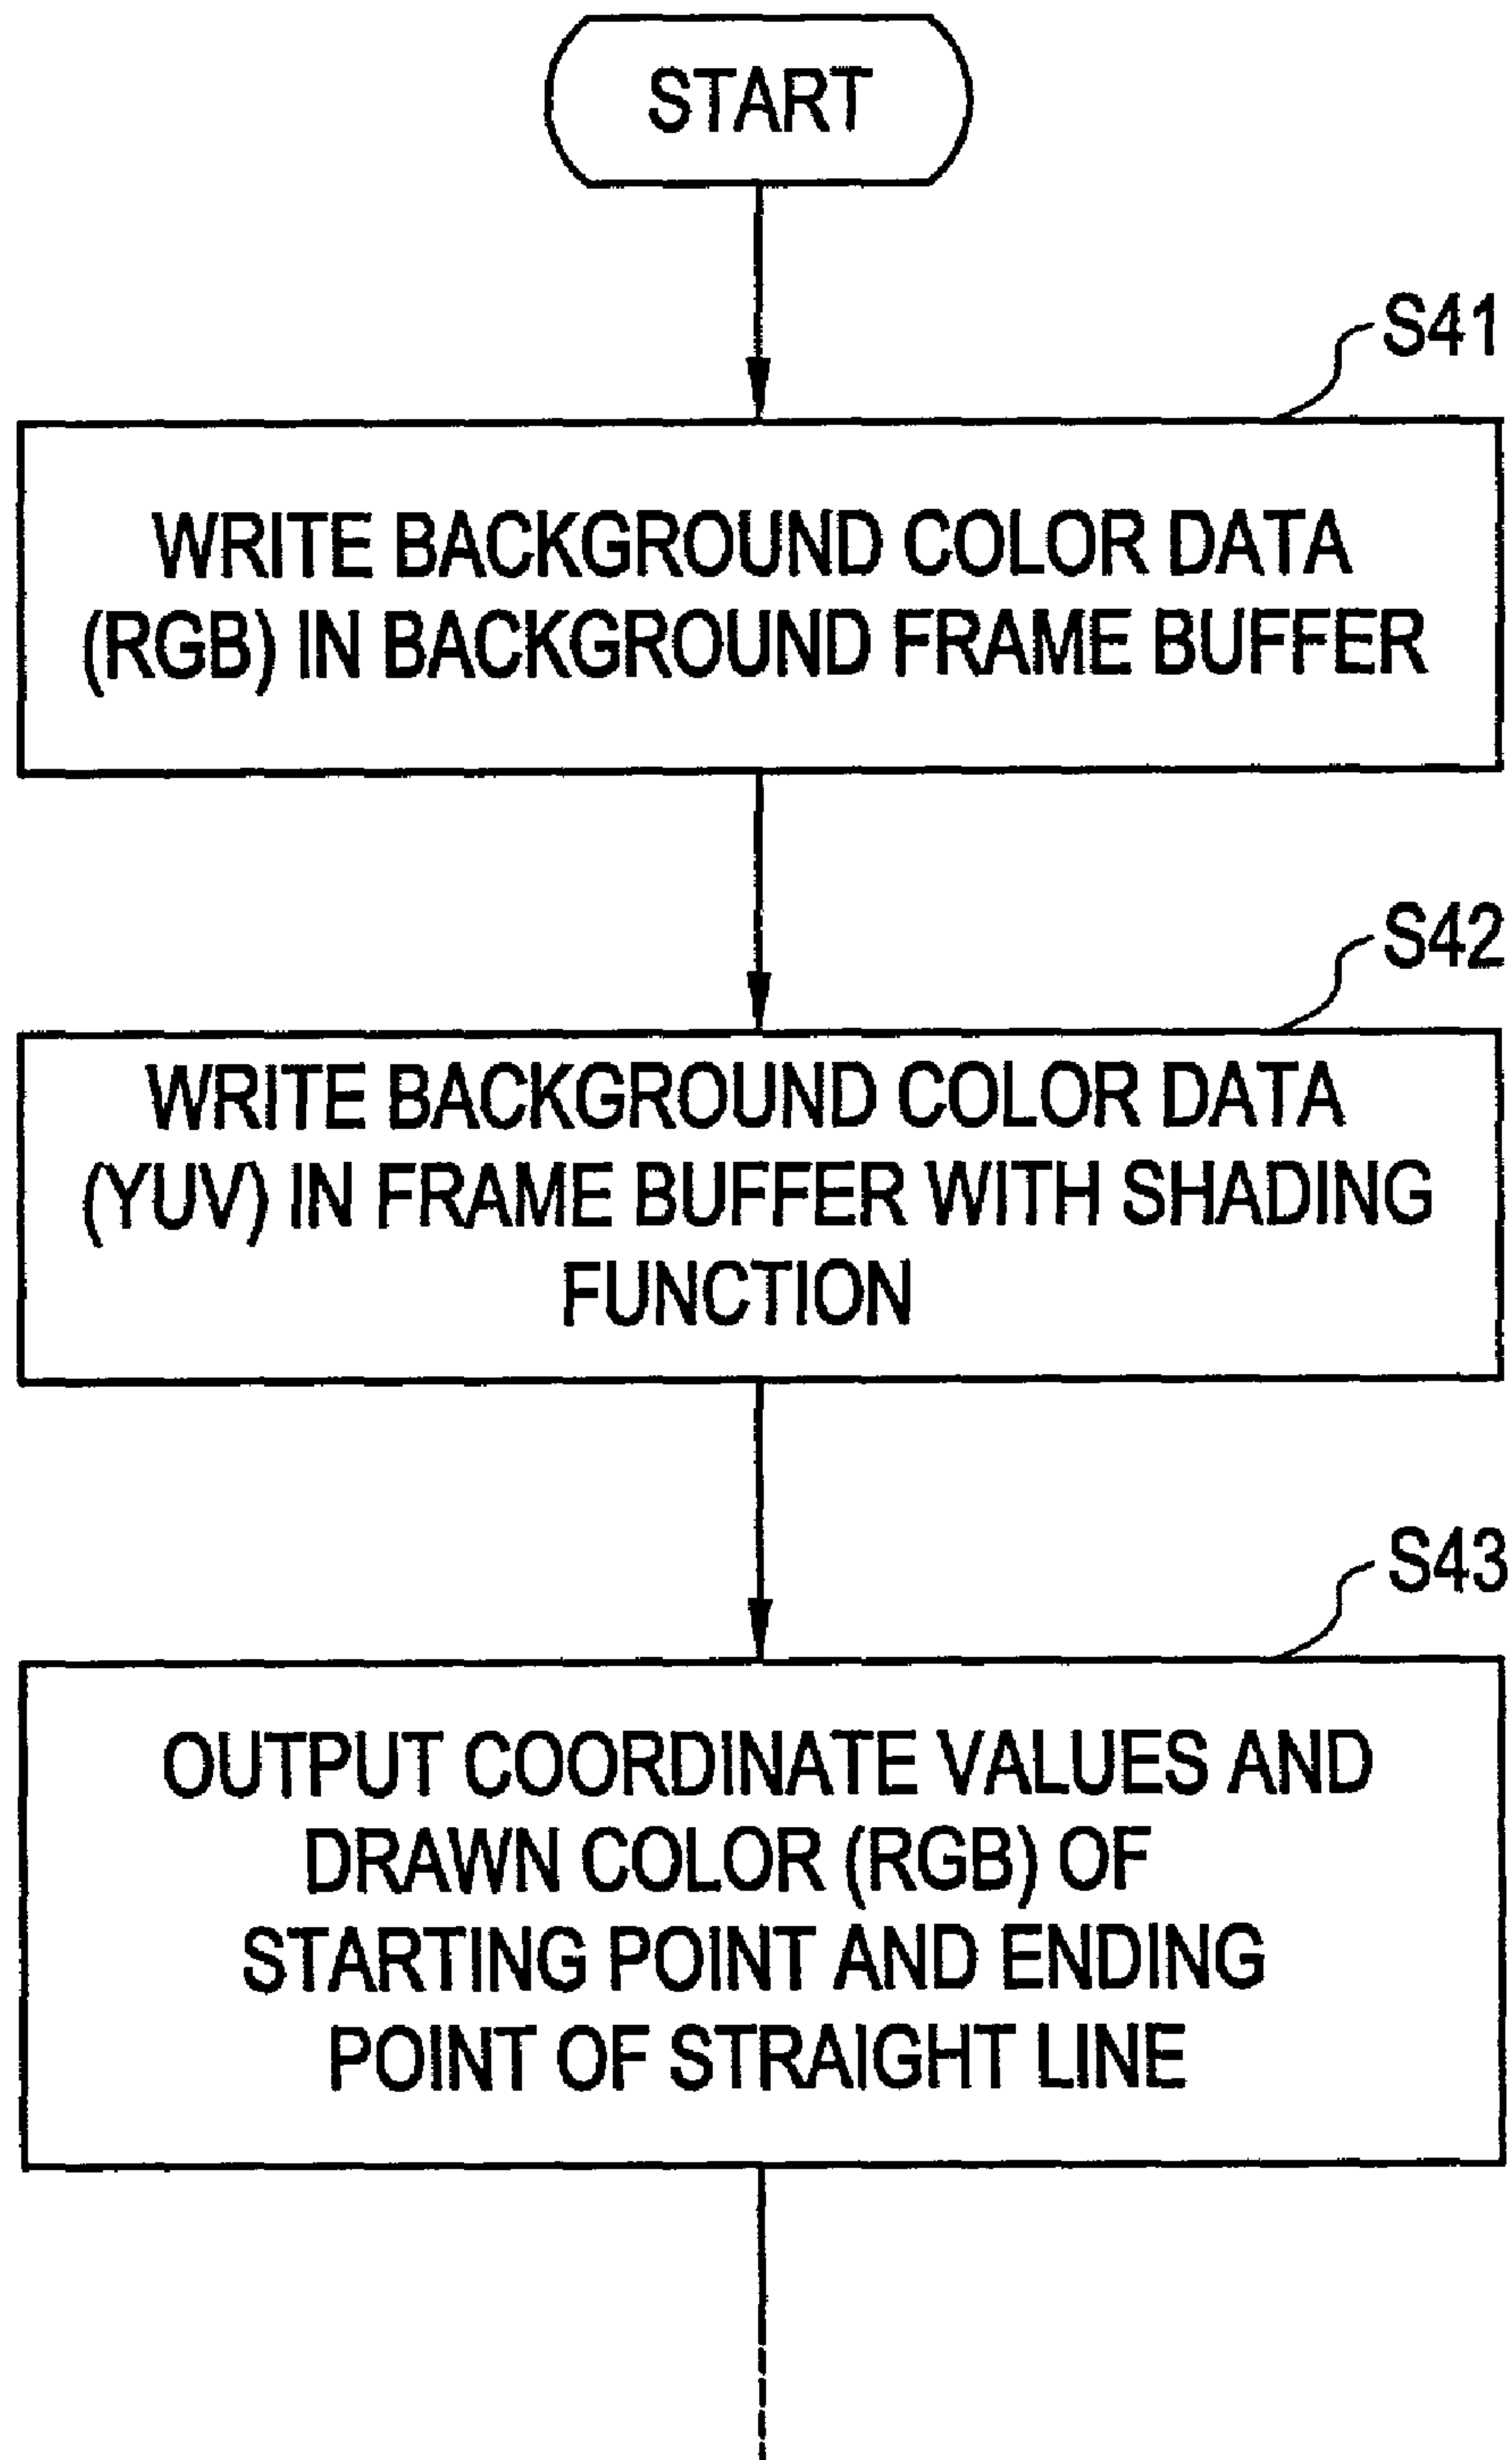 START
S41
WRITE BACKGROUND COLOR DATA
(RGB) IN BACKGROUND FRAME BUFFER
S42
WRITE BACKGROUND COLOR DATA
(YUV) IN FRAME BUFFER WITH SHADING
FUNCTION
S43
OUTPUT COORDINATE VALUES AND
DRAWN COLOR (RGB) OF
STARTING POINT AND ENDING
POINT OF STRAIGHT LINE